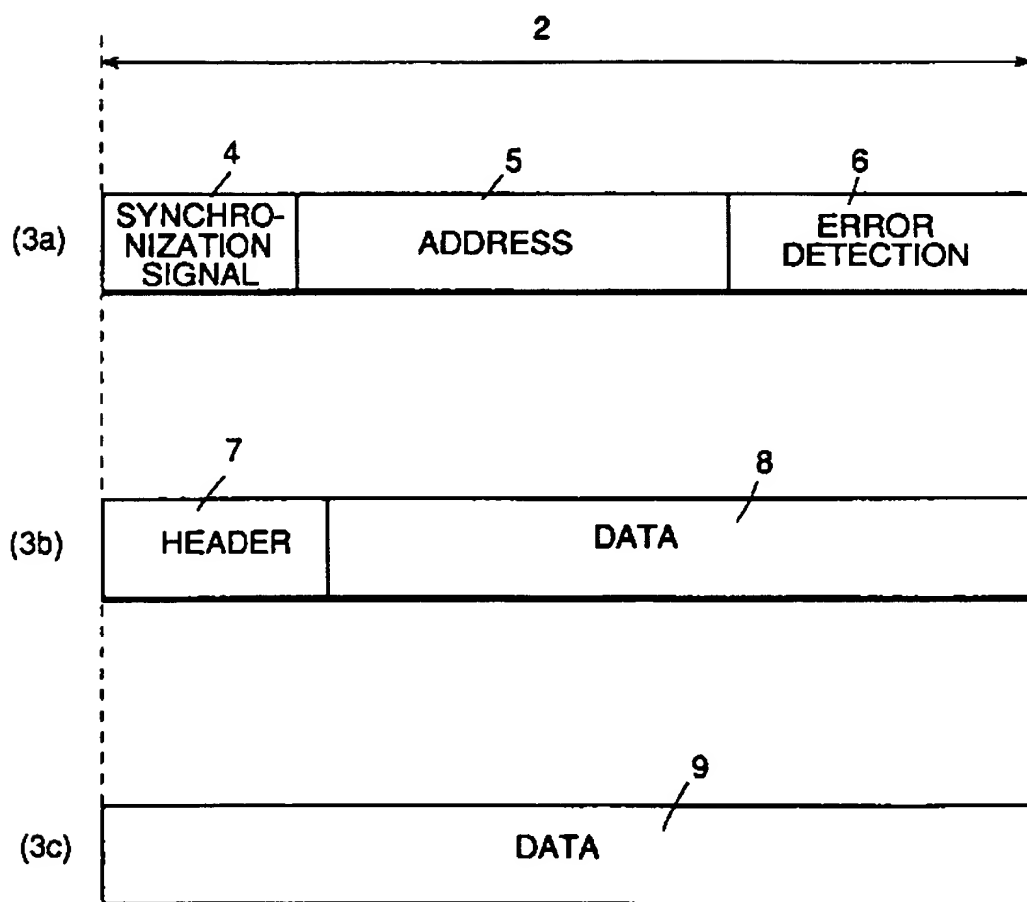 2
4
5
6
(3a)
SYNCHRO-
NIZATION
SIGNAL
ADDRESS
ERROR
DETECTION
7
8
(3b)
HEADER
DATA
9
(3c)
DATA